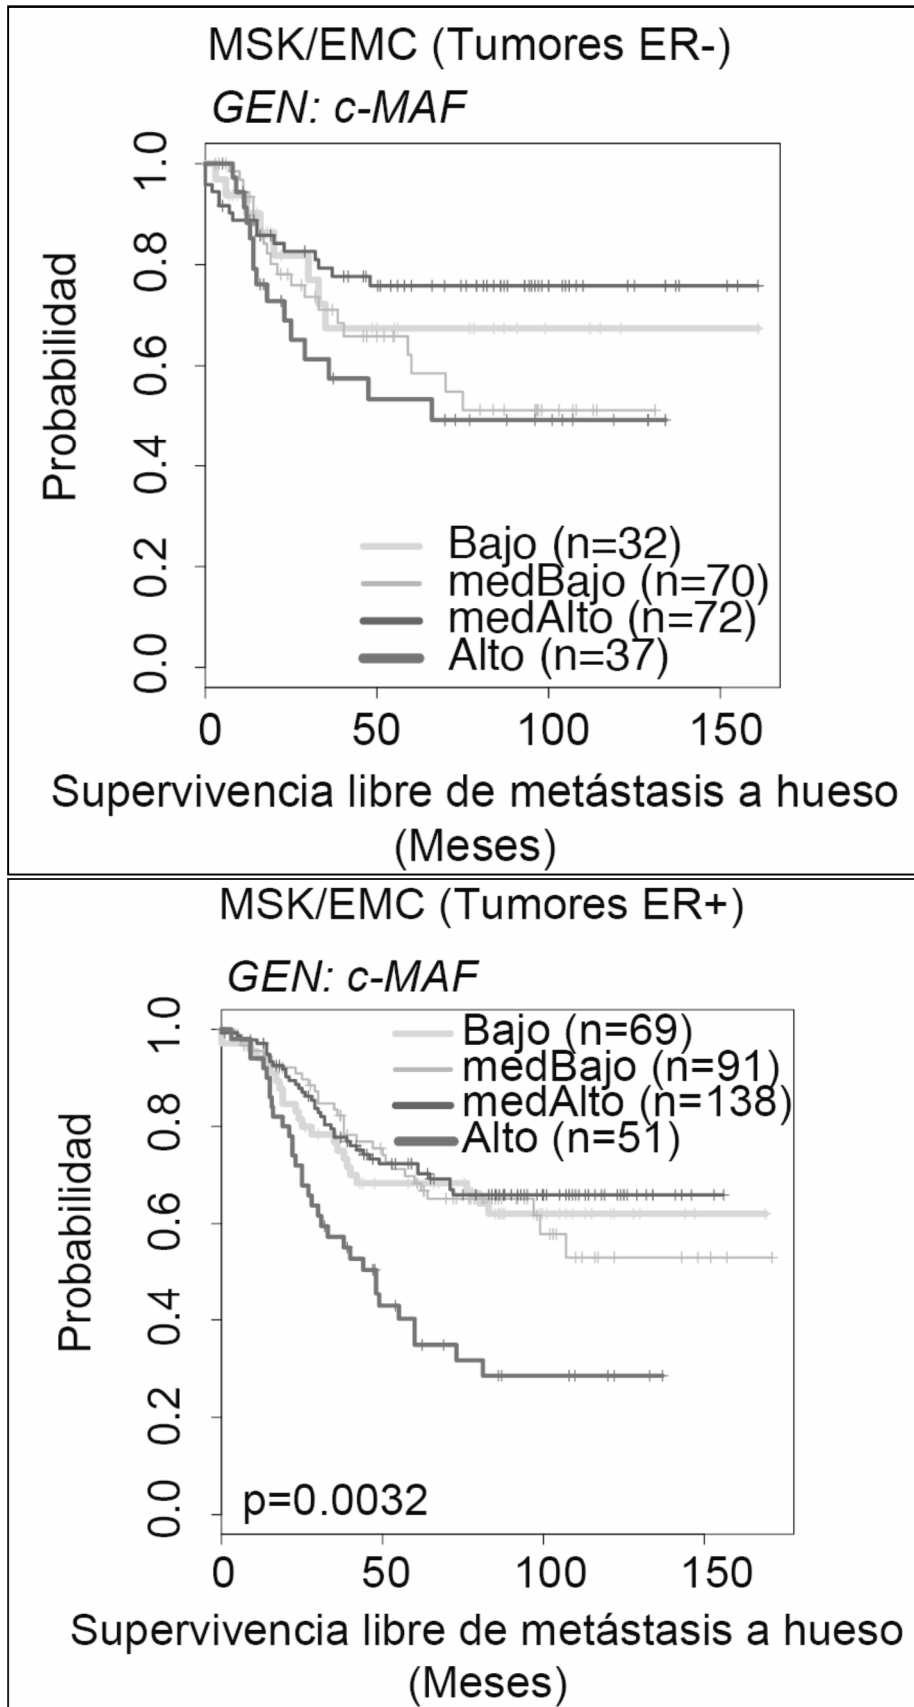 MSK/EMC (Tumores ER-)
GEN: c-MAF
Probabilidad
1.0
0.8
0.6
0.4
0.2
0.0
Bajo (n=32)
medBajo (n=70)
medAlto (n=72)
Alto (n=37)
0 50 100 150
Supervivencia libre de metástasis a hueso
(Meses)
MSK/EMC (Tumores ER+)
GEN: c-MAF
Probabilidad
1.0
0.8
0.6
0.4
0.2
0.0
Bajo (n=69)
medBajo (n=91)
medAlto (n=138)
Alto (n=51)
p=0.0032
0 50 100 150
Supervivencia libre de metástasis a hueso
(Meses)